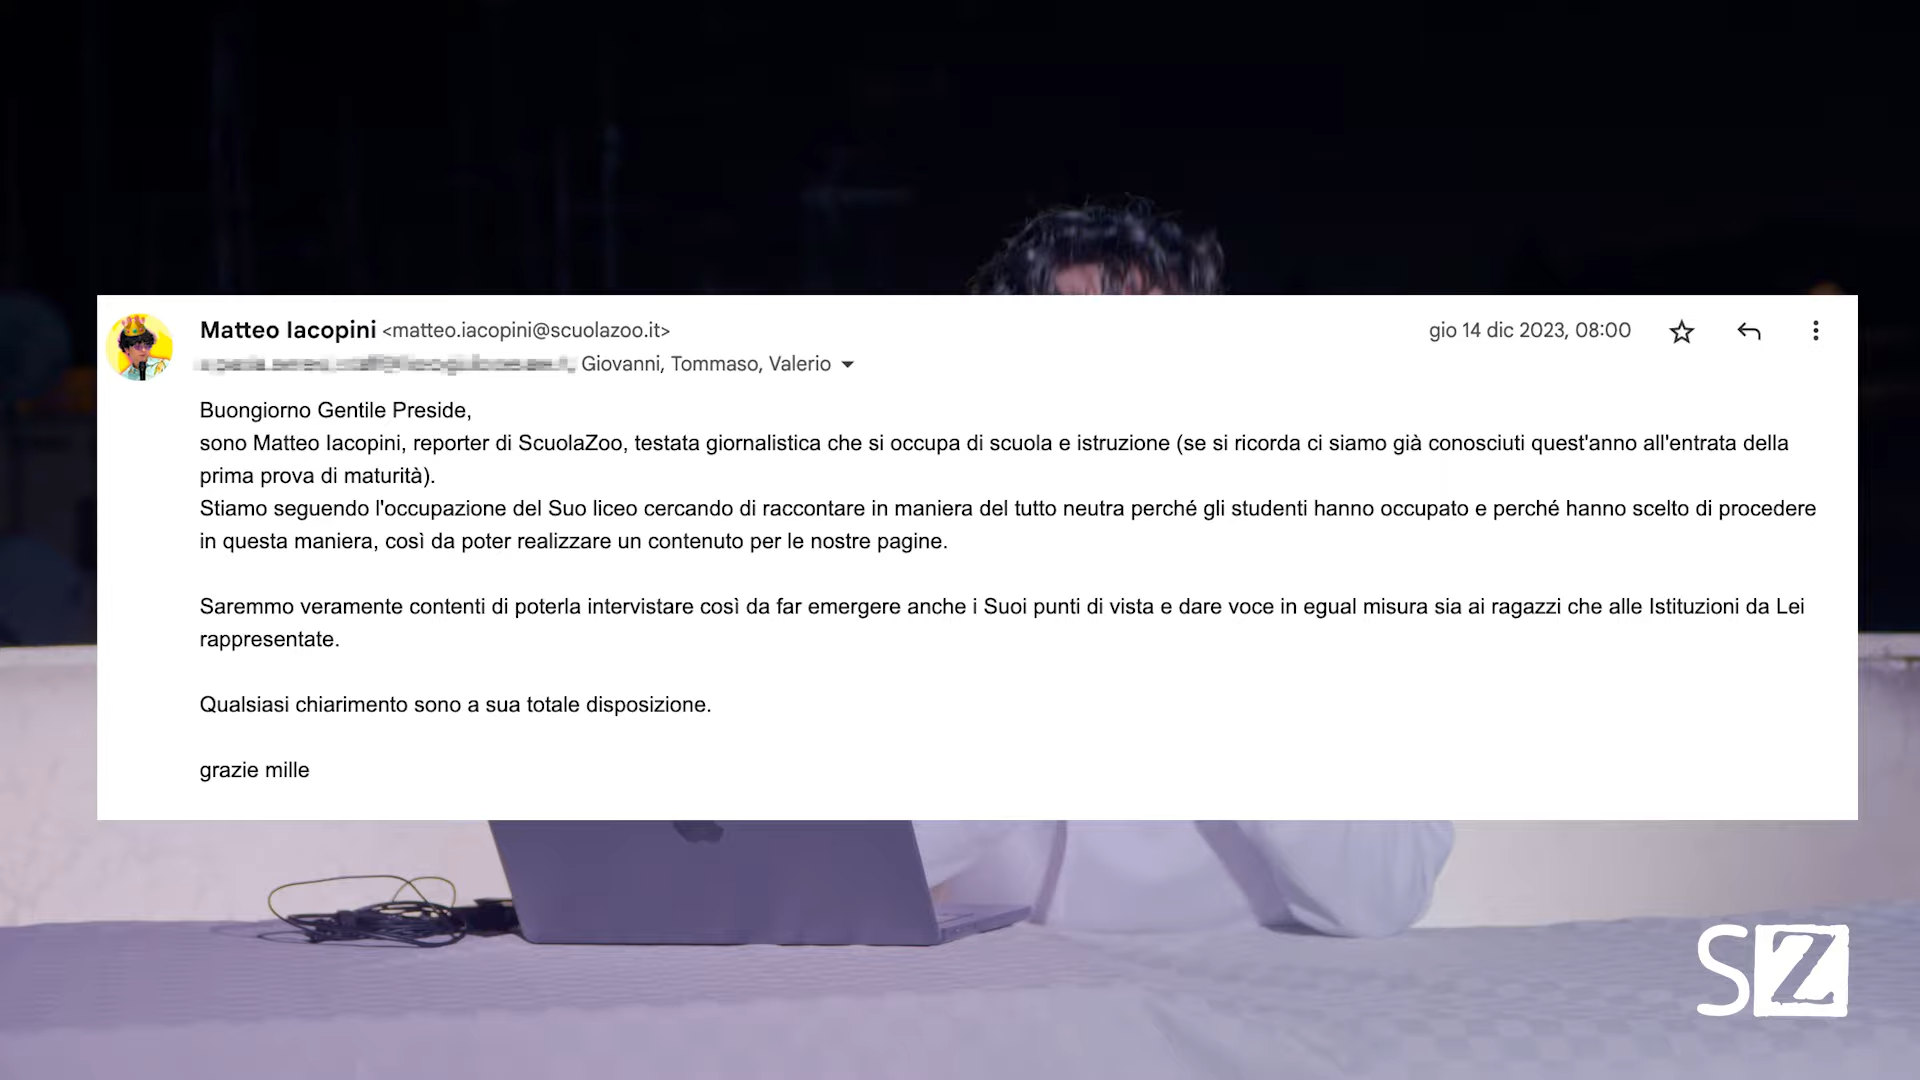 Matteo Iacopini <matteo.iacopini@scuolazoo.it>
gio 14 dic 2023, 08:00
Giovanni, Tommaso, Valerio
Buongiorno Gentile Preside,
sono Matteo Iacopini, reporter di ScuolaZoo, testata giornalistica che si occupa di scuola e istruzione (se si ricorda ci siamo già conosciuti quest'anno all'entrata della
prima prova di maturità).
Stiamo seguendo l'occupazione del Suo liceo cercando di raccontare in maniera del tutto neutra perché gli studenti hanno occupato e perché hanno scelto di procedere
in questa maniera, così da poter realizzare un contenuto per le nostre pagine.
Saremmo veramente contenti di poterla intervistare così da far emergere anche i Suoi punti di vista e dare voce in egual misura sia ai ragazzi che alle Istituzioni da Lei
rappresentate.
Qualsiasi chiarimento sono a sua totale disposizione.
grazie mille
SZ